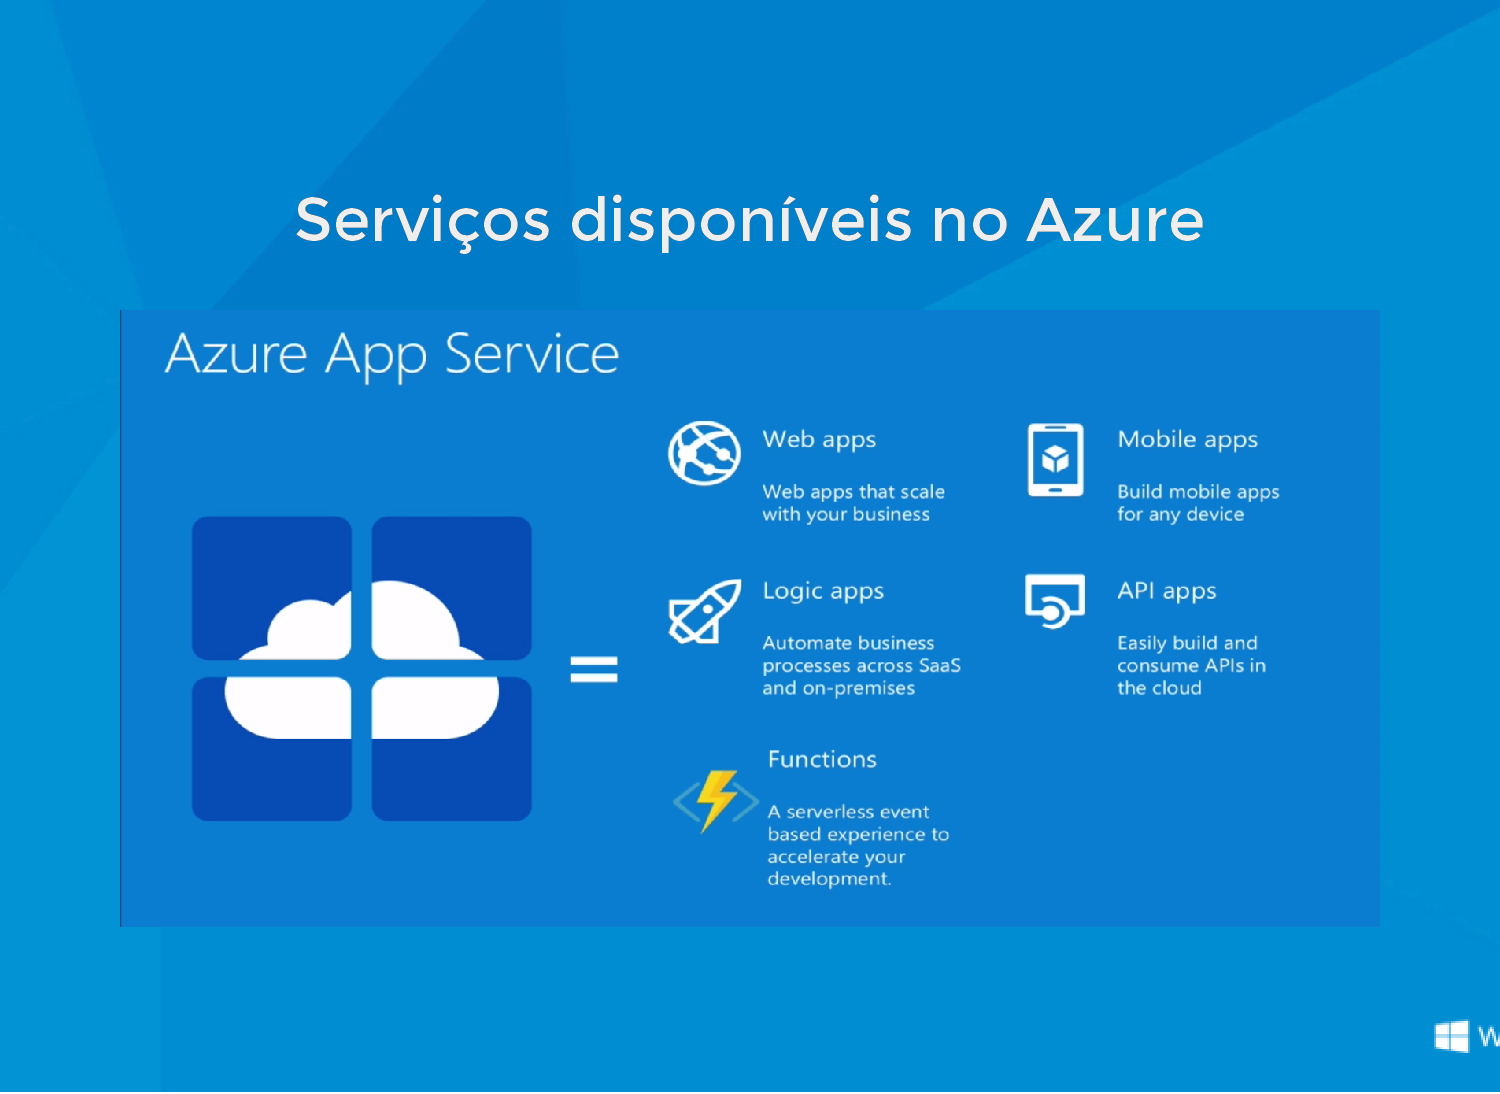 Serviços disponíveis no Azure
Azure App Service
Web apps
Web apps that scale
with your business
Mobile apps
Build mobile apps
for any device
Logic apps
Automate business
processes across SaaS
and on-premises
API apps
Easily build and
consume APIs in
the cloud
=
Functions
A serverless event
based experience to
accelerate your
development.